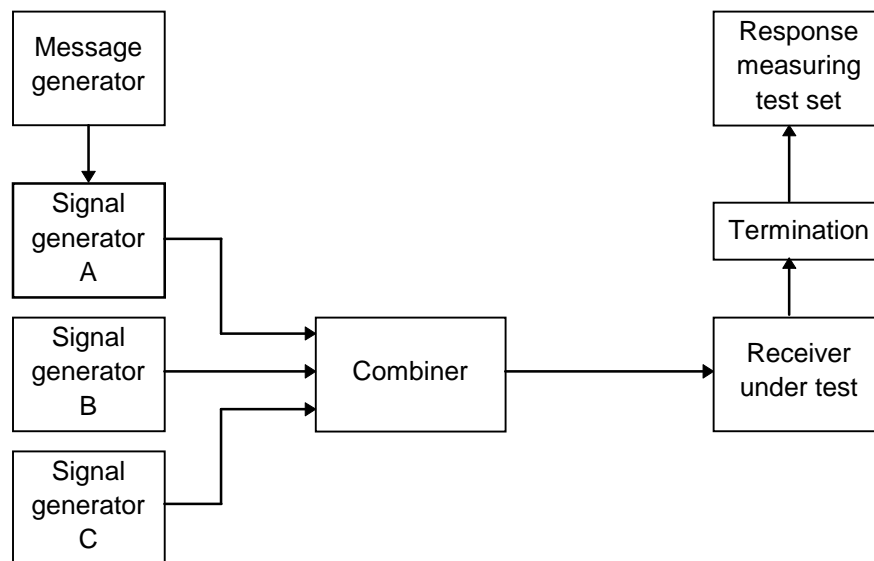 Message
generator
Response
measuring
test set
Signal
generator
A
Termination
Signal
generator
B
Combiner
Receiver
under test
Signal
generator
C